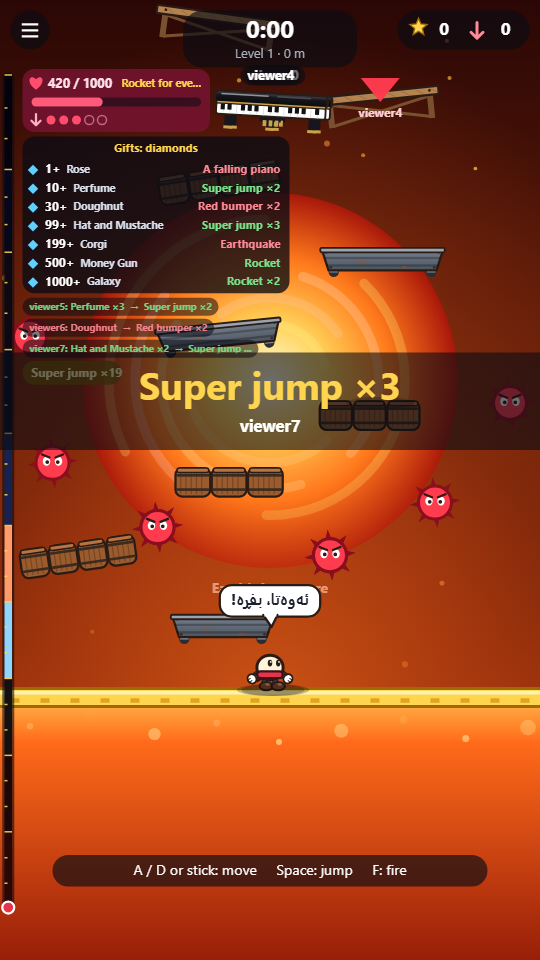 0:00
Level 1 · 0 m
0
0
viewer4
420 / 1000 Rocket for eve...
viewer4
Gifts: diamonds
1+ Rose A falling piano
10+ Perfume Super jump ×2
30+ Doughnut Red bumper ×2
99+ Hat and Mustache Super jump ×3
199+ Corgi Earthquake
500+ Money Gun Rocket
1000+ Galaxy Rocket ×2
viewer5: Perfume ×3 → Super jump ×2
viewer6: Doughnut → Red bumper ×2
viewer7: Hat and Mustache ×2 → Super jump ...
Super jump ×19
Super jump ×3
viewer7
ئەوەتا، بفڕە!
A / D or stick: move Space: jump F: fire